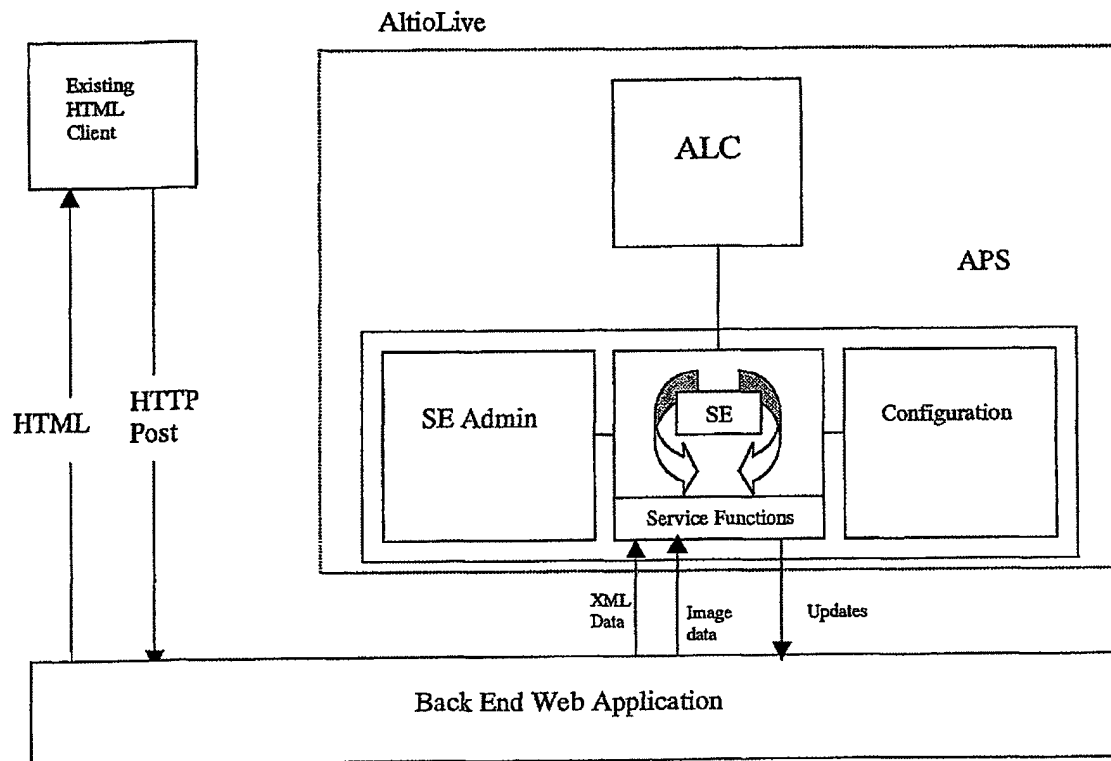 AltioLive
Existing
HTML
Client
ALC
APS
HTML
HTTP
Post
SE Admin
SE
Configuration
Service Functions
XML
Data
Image
data
Updates
Back End Web Application